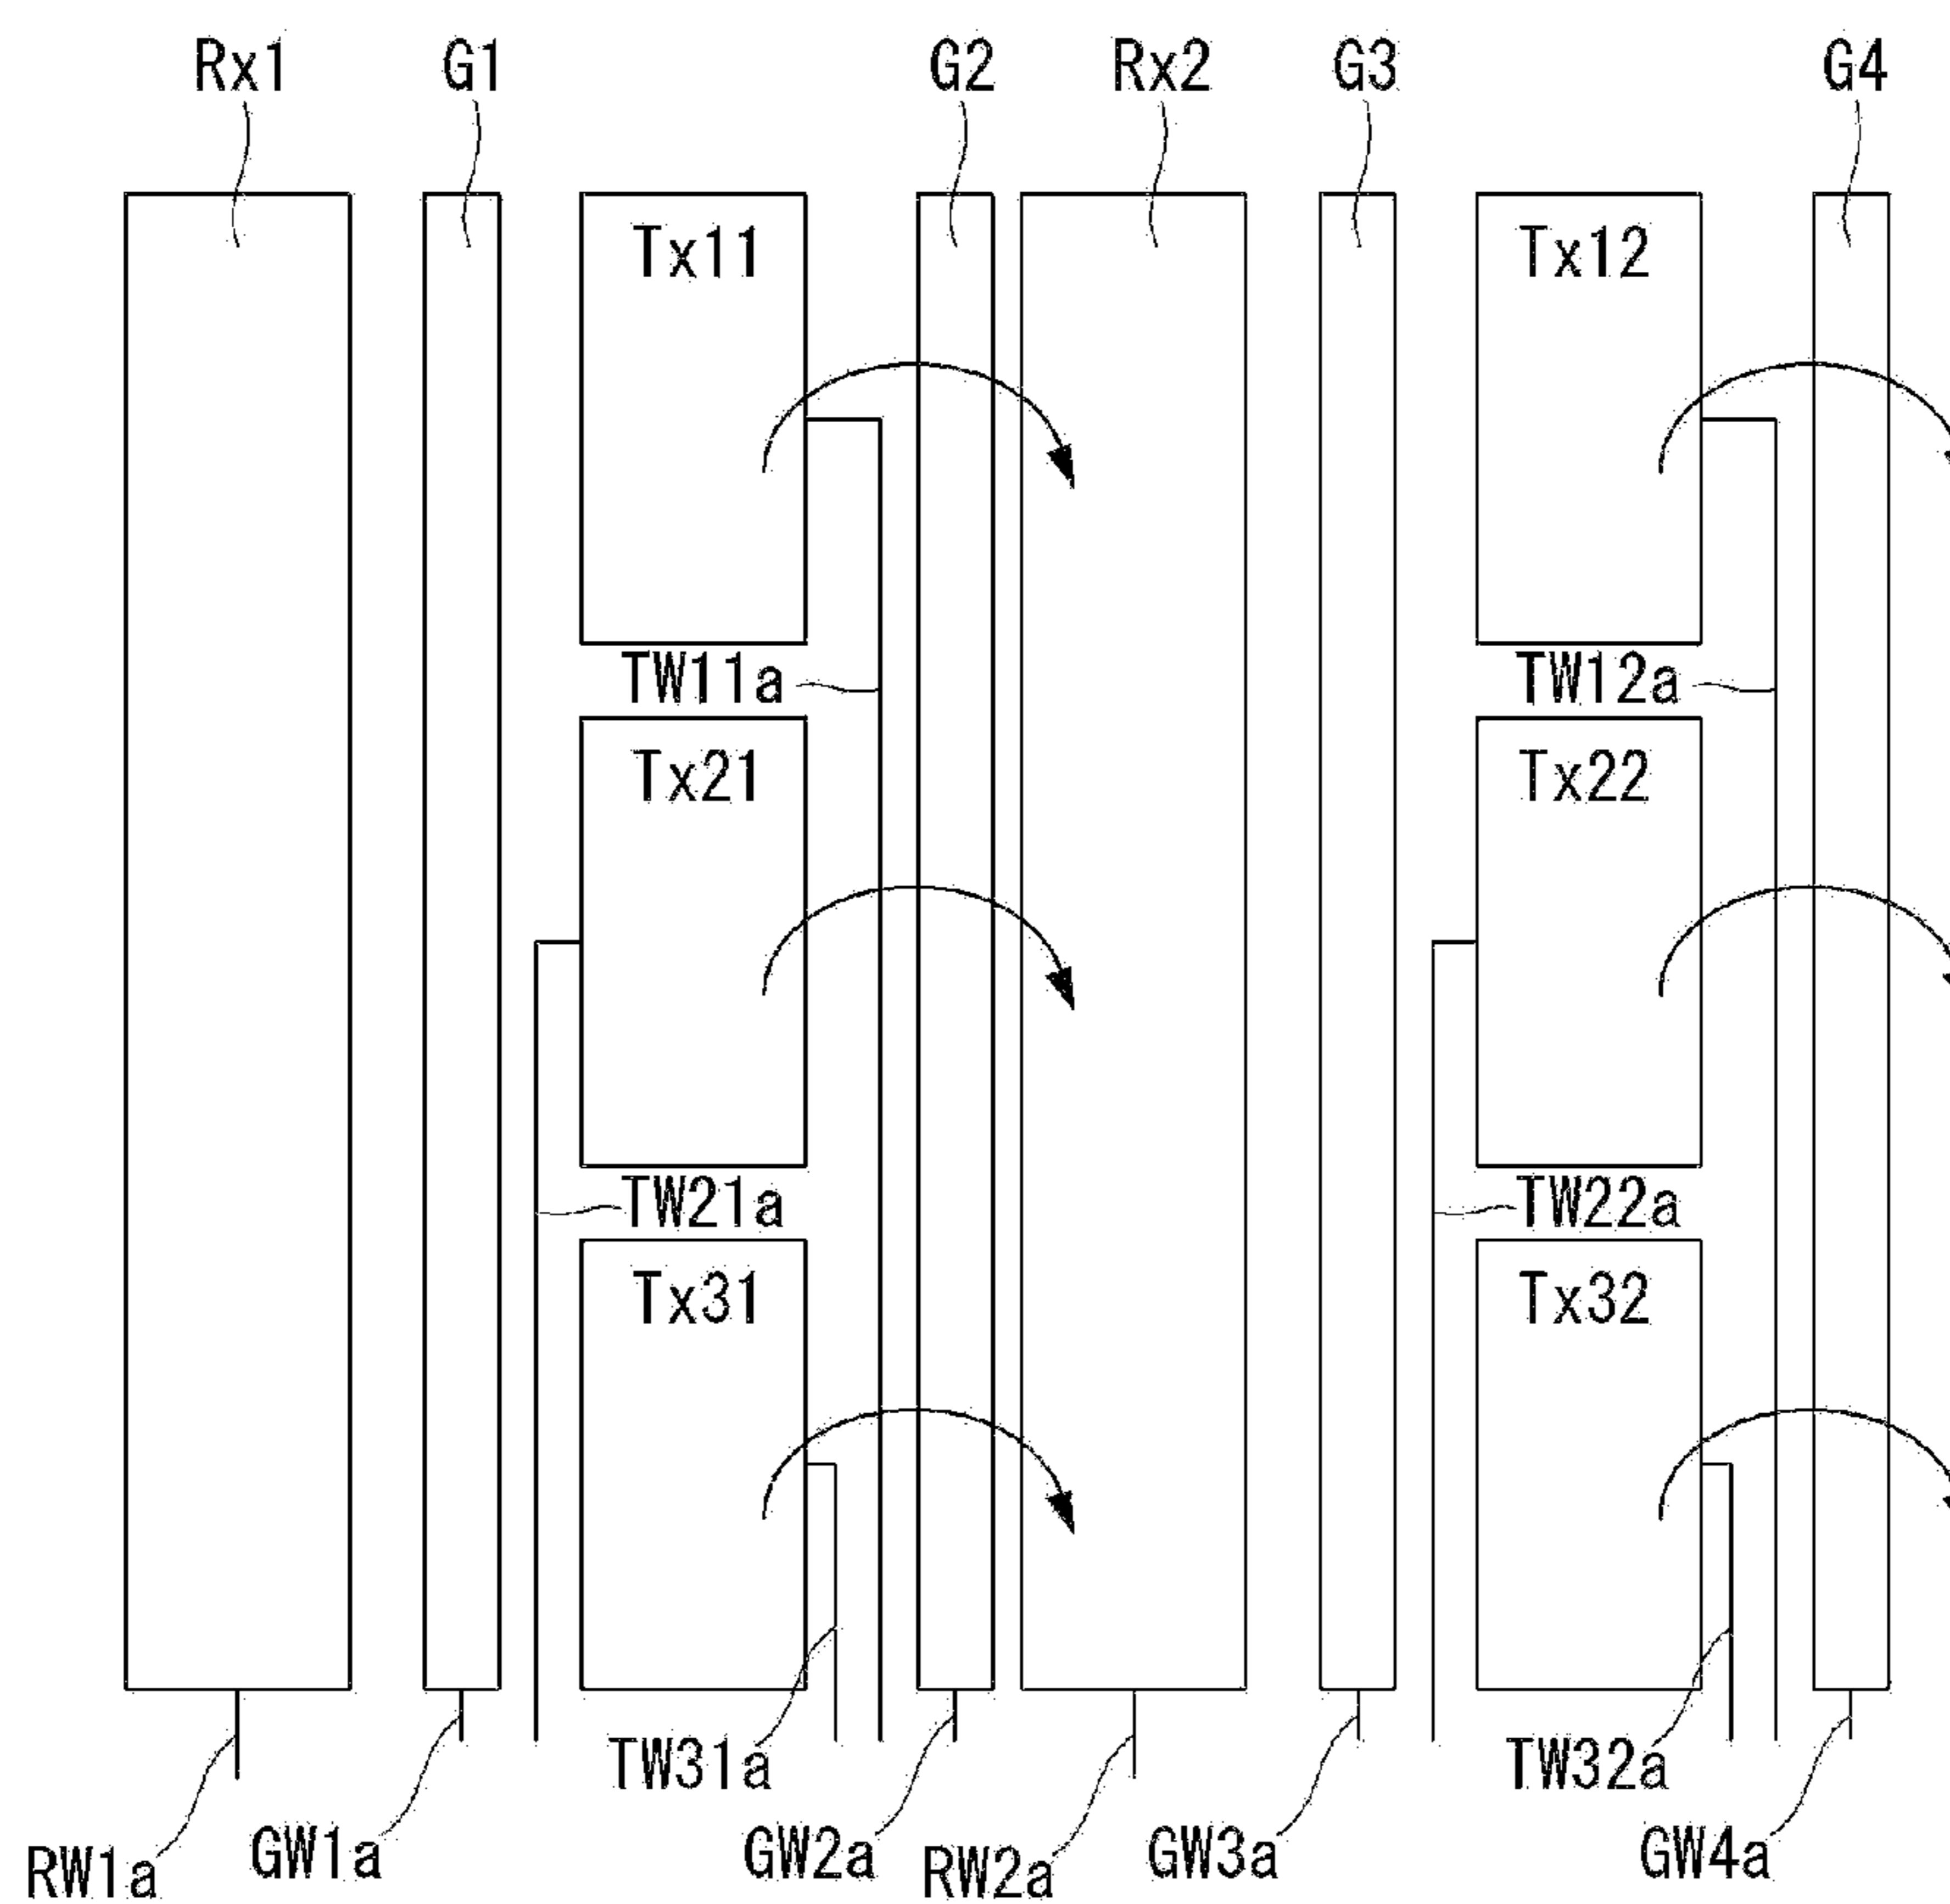 Rx1 G1 G2 Rx2 G3 G4
Tx11 Tx12
TW11a TW12a
Tx21 Tx22
TW21a TW22a
Tx31 Tx32
TW31a TW32a
RW1a GW1a GW2a RW2a GW3a GW4a